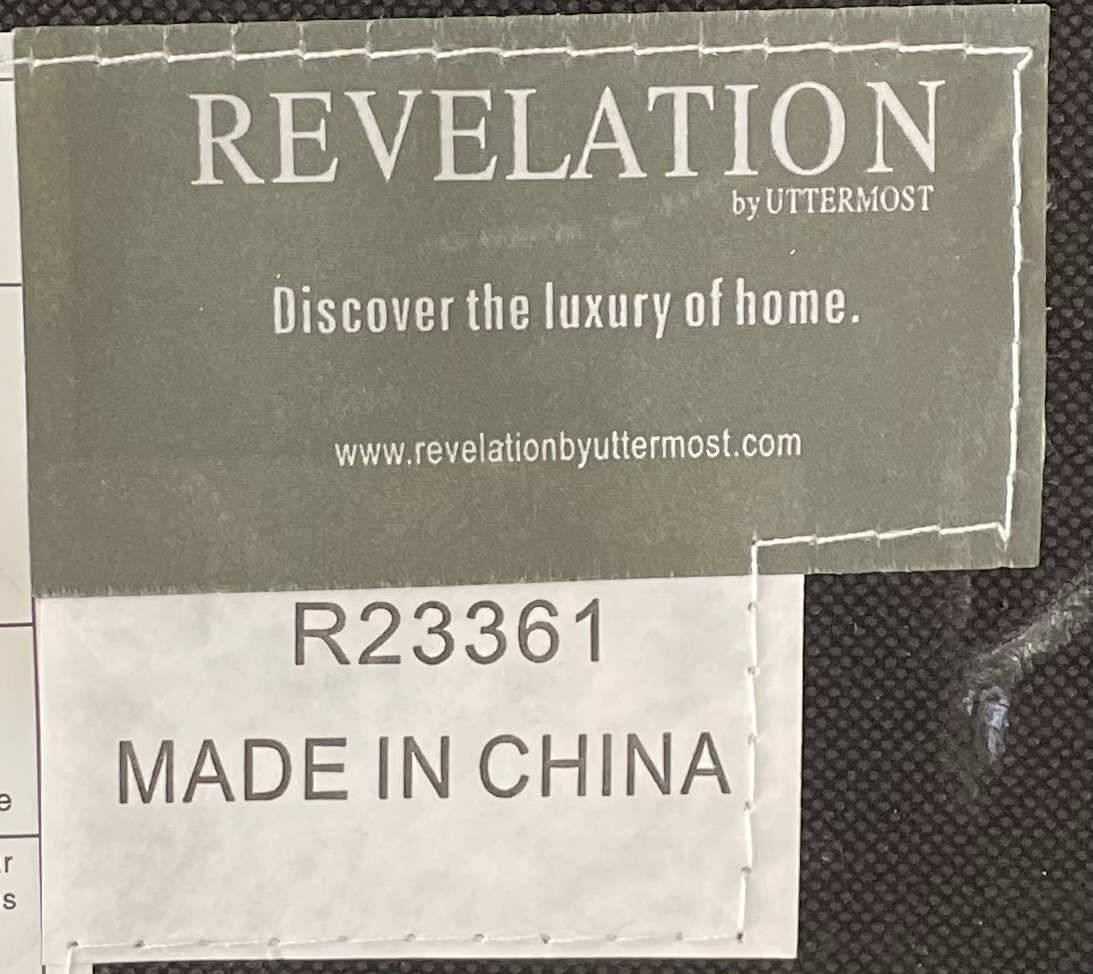 REVELATION
by UTTERMOST
Discover the luxury of home.
www.revelationbyuttermost.com
R23361
MADE IN CHINA